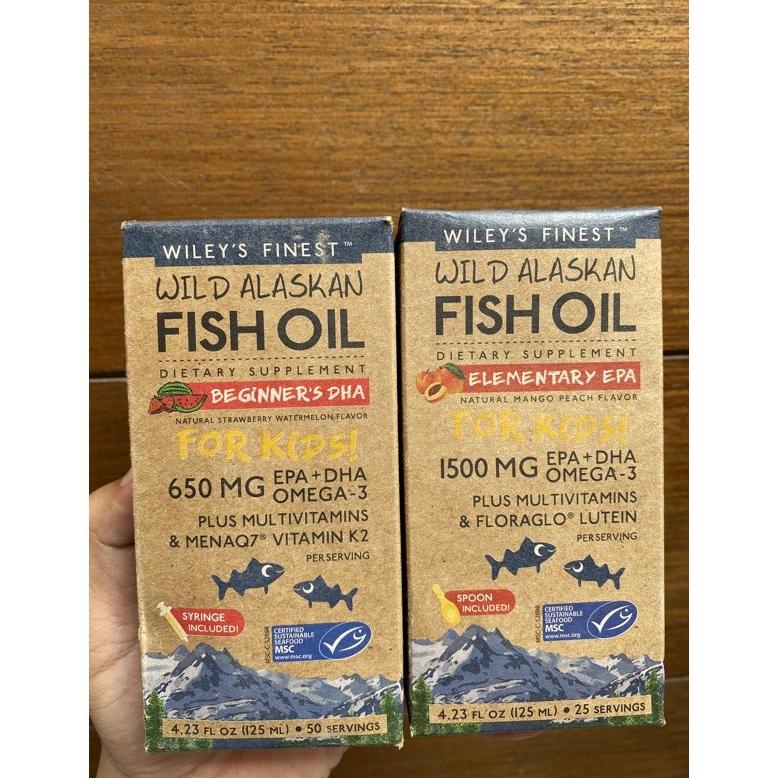 WILEY'S FINEST™
WILD ALASKAN
FISH OIL
DIETARY SUPPLEMENT
BEGINNER'S DHA
NATURAL STRAWBERRY WATERMELON FLAVOR
FOR KIDS!
650 MG EPA+DHA
OMEGA-3
PLUS MULTIVITAMINS
& MENAQ7® VITAMIN K2
PER SERVING
SYRINGE
INCLUDED!
CERTIFIED
SUSTAINABLE
SEAFOOD
MSC
www.msc.org
4.23 FL OZ (125 ML) • 50 SERVINGS
WILEY'S FINEST™
WILD ALASKAN
FISH OIL
DIETARY SUPPLEMENT
ELEMENTARY EPA
NATURAL MANGO PEACH FLAVOR
FOR KIDS!
1500 MG EPA+DHA
OMEGA-3
PLUS MULTIVITAMINS
& FLORAGLO® LUTEIN
PER SERVING
SPOON
INCLUDED!
CERTIFIED
SUSTAINABLE
SEAFOOD
MSC
www.msc.org
4.23 FL OZ (125 ML) • 25 SERVINGS